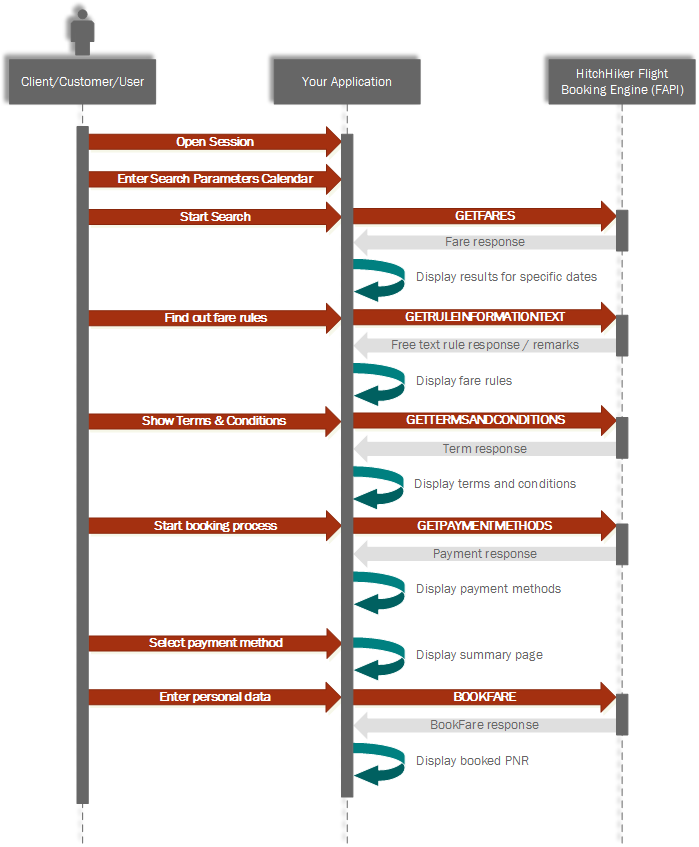 Client/Customer/User
Your Application
HitchHiker Flight
Booking Engine (FAPI)
Open Session
Enter Search Parameters Calendar
Start Search
GETFARES
Fare response
Display results for specific dates
Find out fare rules
GETRULEINFORMATIONTEXT
Free text rule response / remarks
Display fare rules
Show Terms & Conditions
GETTERMSANDCONDITIONS
Term response
Display terms and conditions
Start booking process
GETPAYMENTMETHODS
Payment response
Display payment methods
Select payment method
Display summary page
Enter personal data
BOOKFARE
BookFare response
Display booked PNR